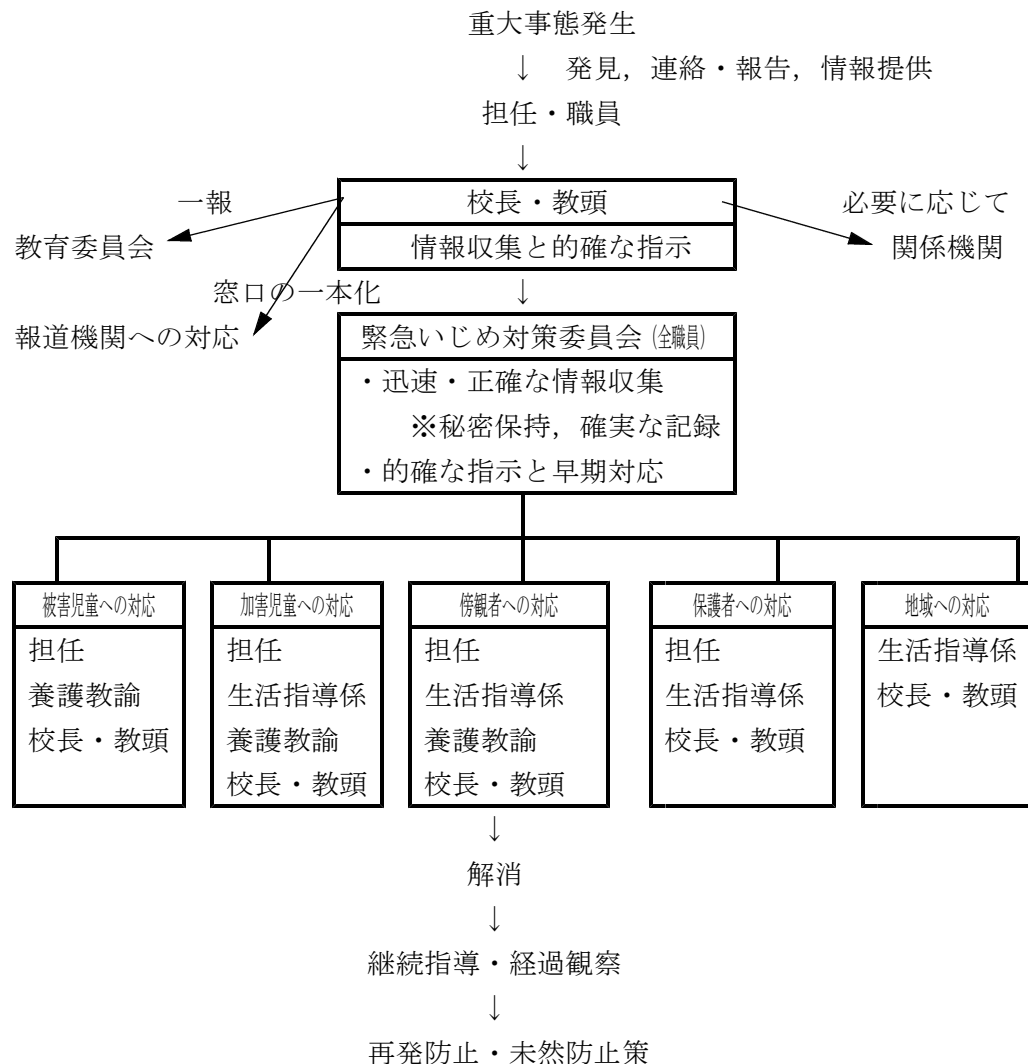 重大事態発生
↓ 発見，連絡・報告，情報提供
担任・職員
↓
一報
校長・教頭
必要に応じて
教育委員会
情報収集と的確な指示
関係機関
窓口の一本化
↓
報道機関への対応
緊急いじめ対策委員会(全職員)
・迅速・正確な情報収集
※秘密保持，確実な記録
・的確な指示と早期対応
被害児童への対応
担任
養護教諭
校長・教頭
加害児童への対応
担任
生活指導係
養護教諭
校長・教頭
傍観者への対応
担任
生活指導係
養護教諭
校長・教頭
保護者への対応
担任
生活指導係
校長・教頭
地域への対応
生活指導係
校長・教頭
↓
解消
↓
継続指導・経過観察
↓
再発防止・未然防止策